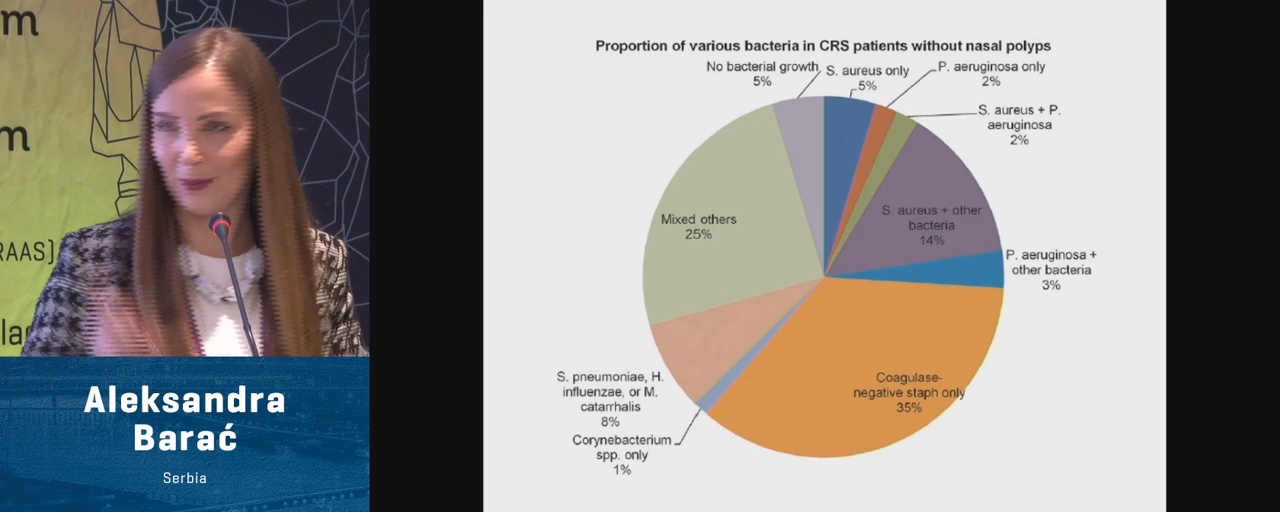 m
m
RAAS)
la
Aleksandra
Barać
Serbia
Proportion of various bacteria in CRS patients without nasal polyps
No bacterial growth
5%
S. aureus only
5%
P. aeruginosa only
2%
S. aureus + P.
aeruginosa
2%
S. aureus + other
bacteria
14%
P. aeruginosa +
other bacteria
3%
Coagulase-
negative staph only
35%
Corynebacterium
spp. only
1%
S. pneumoniae, H.
influenzae, or M.
catarrhalis
8%
Mixed others
25%